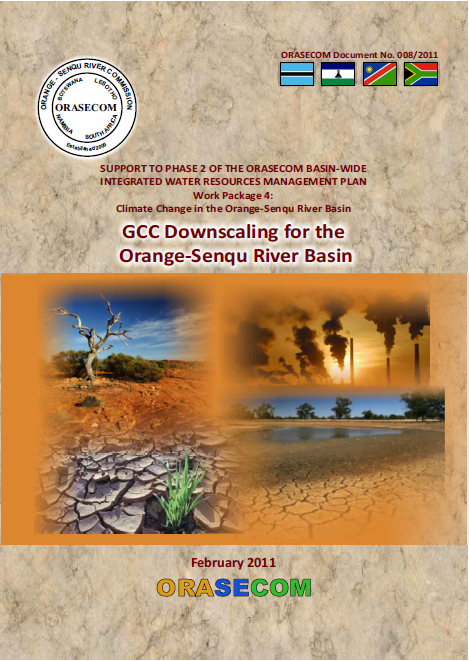 ORASECOM Document No. 008/2011
ORANGE - SENQU RIVER COMMISSION
BOTSWANA LESOTHO
ORASECOM
NAMIBIA SOUTH AFRICA
Established 2000
SUPPORT TO PHASE 2 OF THE ORASECOM BASIN-WIDE
INTEGRATED WATER RESOURCES MANAGEMENT PLAN
Work Package 4:
Climate Change in the Orange-Senqu River Basin
GCC Downscaling for the
Orange-Senqu River Basin
February 2011
ORASECOM